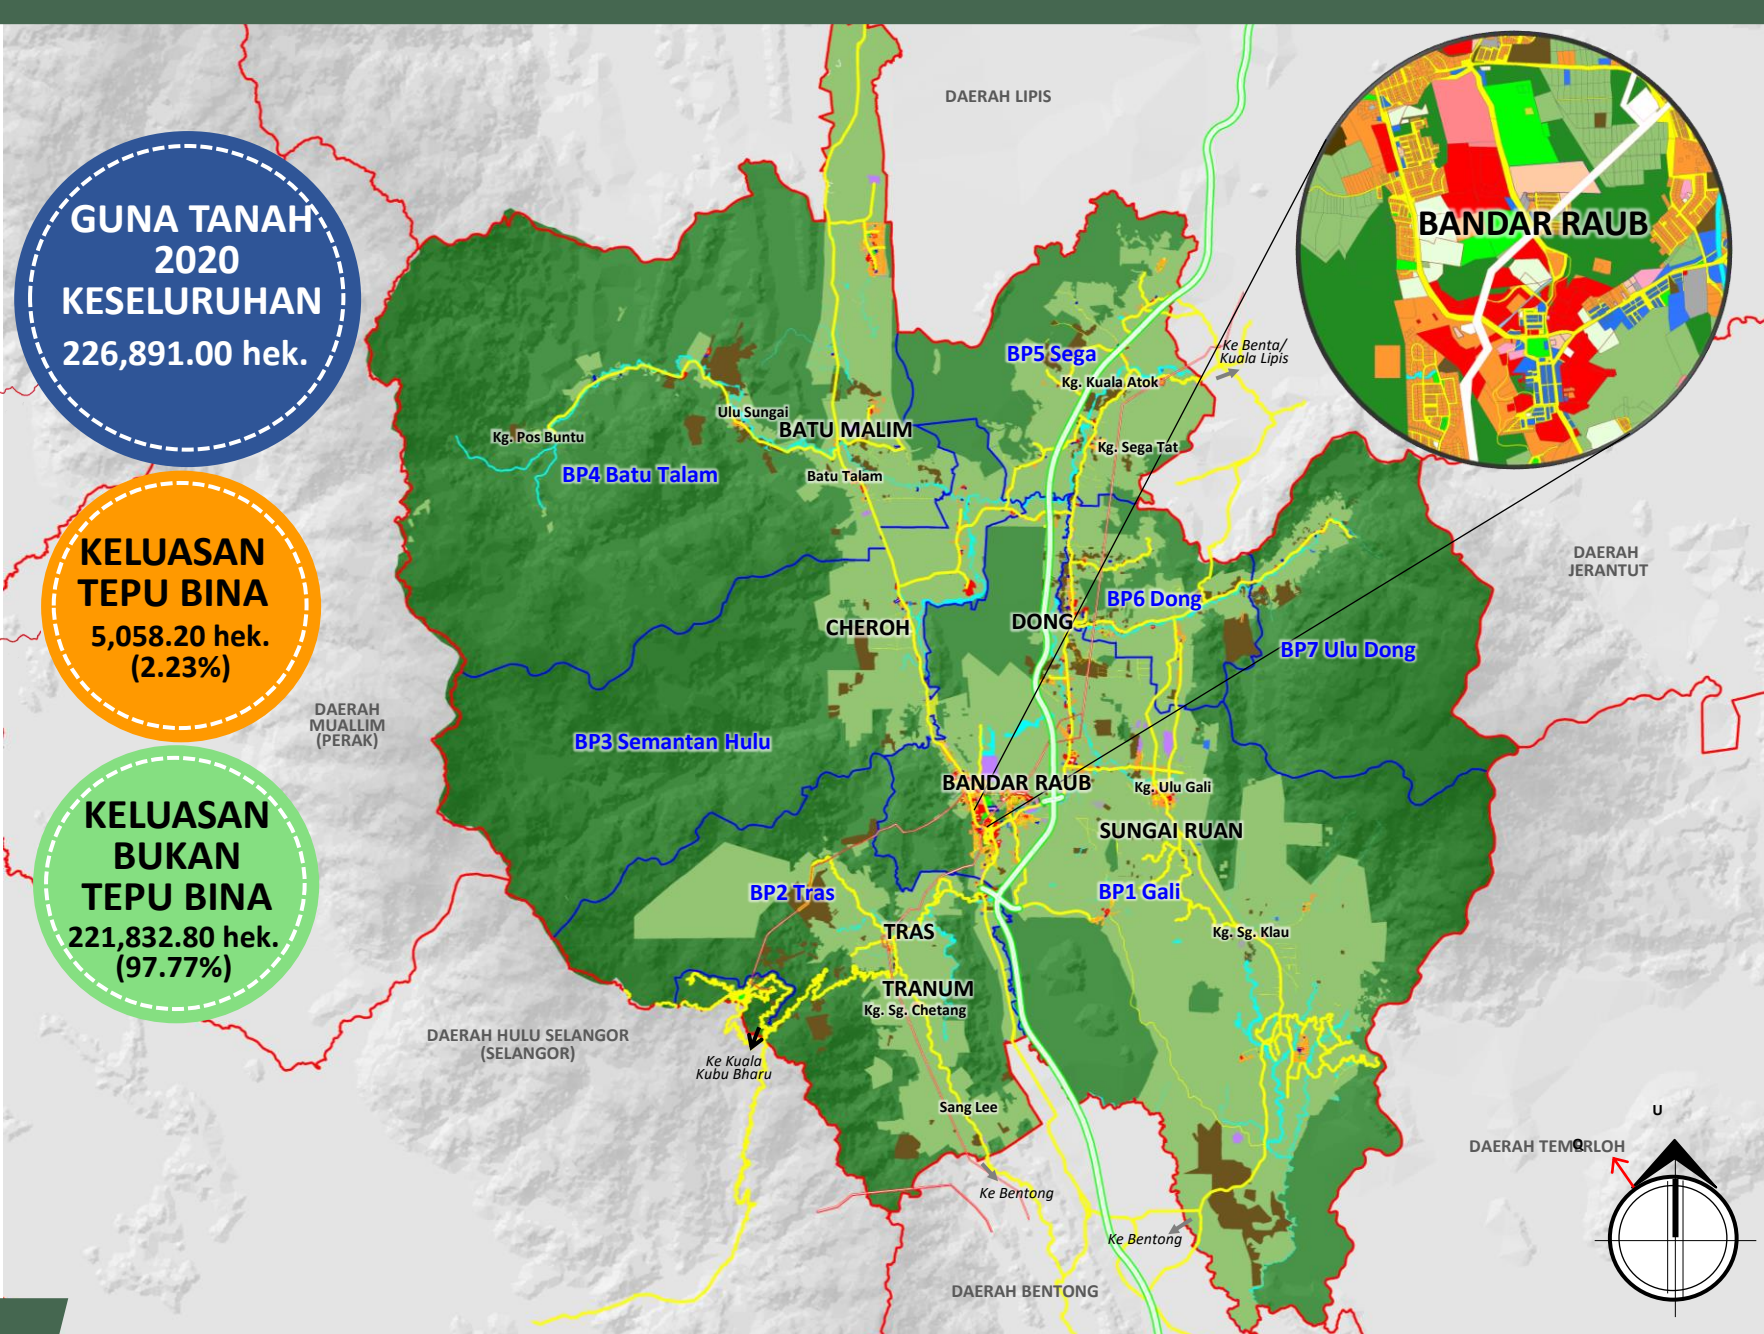 GUNA TANAH
2020
KESELURUHAN
226,891.00 hek.
KELUASAN
TEPU BINA
5,058.20 hek.
(2.23%)
KELUASAN
BUKAN
TEPU BINA
221,832.80 hek.
(97.77%)
DAERAH LIPIS
BANDAR RAUB
BP5 Sega
Ke Benta/
Kuala Lipis
Kg. Kuala Atok
Ulu Sungai
BATU MALIM
Kg. Pos Buntu
Kg. Sega Tat
BP4 Batu Talam
Batu Talam
DAERAH
JERANTUT
BP6 Dong
CHEROH
DONG
BP7 Ulu Dong
DAERAH
MUALLIM
(PERAK)
BP3 Semantan Hulu
BANDAR RAUB
Kg. Ulu Gali
SUNGAI RUAN
BP2 Tras
BP1 Gali
TRAS
Kg. Sg. Klau
TRANUM
Kg. Sg. Chetang
DAERAH HULU SELANGOR
(SELANGOR)
Ke Kuala
Kubu Bharu
Sang Lee
U
Q
DAERAH TEMERLOH
Ke Bentong
Ke Bentong
DAERAH BENTONG